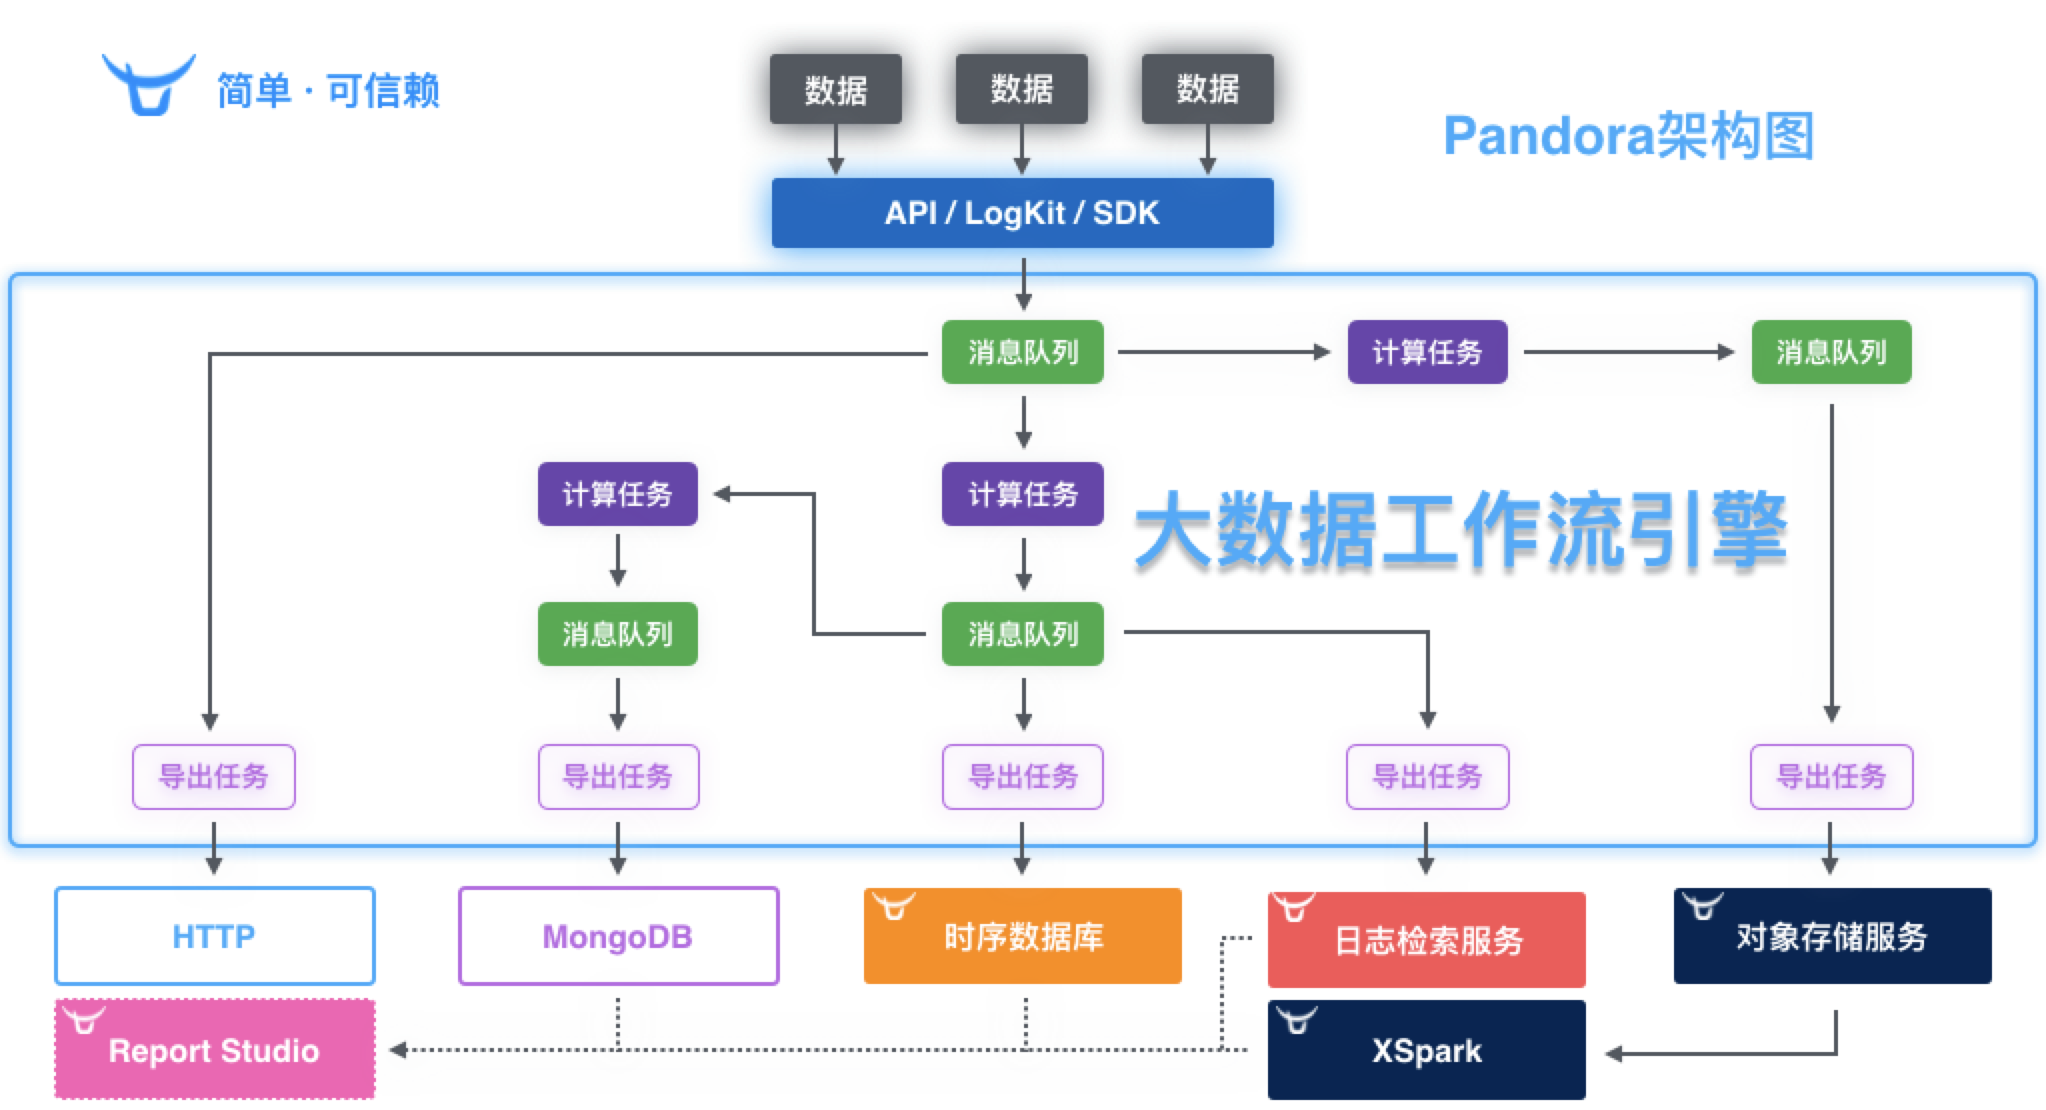 简单 · 可信赖
数据
数据
数据
Pandora架构图
API / LogKit / SDK
消息队列
计算任务
消息队列
计算任务
计算任务
大数据工作流引擎
消息队列
消息队列
导出任务
导出任务
导出任务
导出任务
导出任务
HTTP
MongoDB
时序数据库
日志检索服务
对象存储服务
Report Studio
XSpark